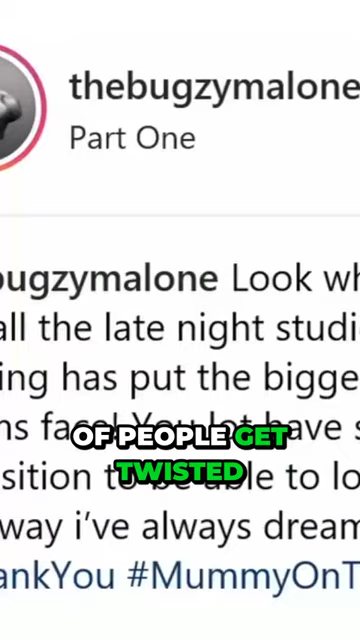 thebugzymalone
Part One
bugzymalone Look wh
all the late night studi
ing has put the bigge
ns face! You lot have s
OF PEOPLE GET
TWISTED
sition to be able to lo
way i've always dream
ankYou #MummyOnT